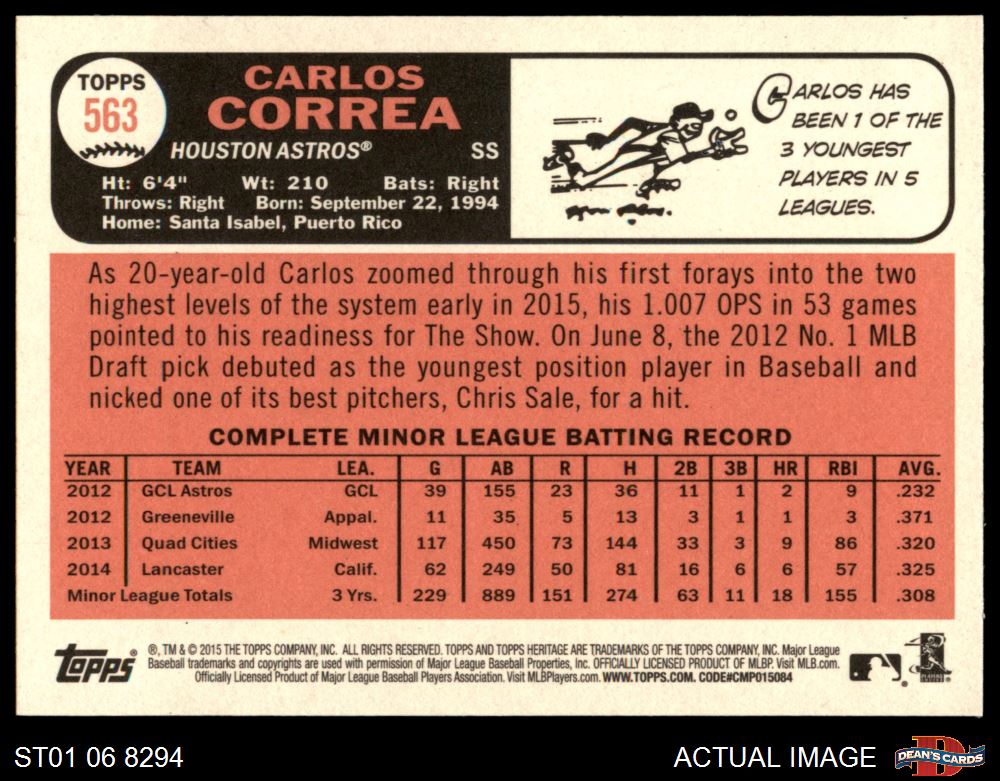 TOPPS
563
CARLOS
CORREA
HOUSTON ASTROS® SS
Ht: 6'4" Wt: 210 Bats: Right
Throws: Right Born: September 22, 1994
Home: Santa Isabel, Puerto Rico
CARLOS HAS
BEEN 1 OF THE
3 YOUNGEST
PLAYERS IN 5
LEAGUES.
As 20-year-old Carlos zoomed through his first forays into the two
highest levels of the system early in 2015, his 1.007 OPS in 53 games
pointed to his readiness for The Show. On June 8, the 2012 No. 1 MLB
Draft pick debuted as the youngest position player in Baseball and
nicked one of its best pitchers, Chris Sale, for a hit.
COMPLETE MINOR LEAGUE BATTING RECORD
YEAR TEAM LEA. G AB R H 2B 3B HR RBI AVG.
2012 GCL Astros GCL 39 155 23 36 11 1 2 9 .232
2012 Greeneville Appal. 11 35 5 13 3 1 1 3 .371
2013 Quad Cities Midwest 117 450 73 144 33 3 9 86 .320
2014 Lancaster Calif. 62 249 50 81 16 6 6 57 .325
Minor League Totals 3 Yrs. 229 889 151 274 63 11 18 155 .308
topps®
®, TM & © 2015 THE TOPPS COMPANY, INC. ALL RIGHTS RESERVED. TOPPS AND TOPPS HERITAGE ARE TRADEMARKS OF THE TOPPS COMPANY, INC. Major League
Baseball trademarks and copyrights are used with permission of Major League Baseball Properties, Inc. OFFICIALLY LICENSED PRODUCT OF MLBP. Visit MLB.com.
Officially Licensed Product of Major League Baseball Players Association. Visit MLBPlayers.com. WWW.TOPPS.COM. CODE#CMP015084
ST01 06 8294
ACTUAL IMAGE
DEAN'S CARDS